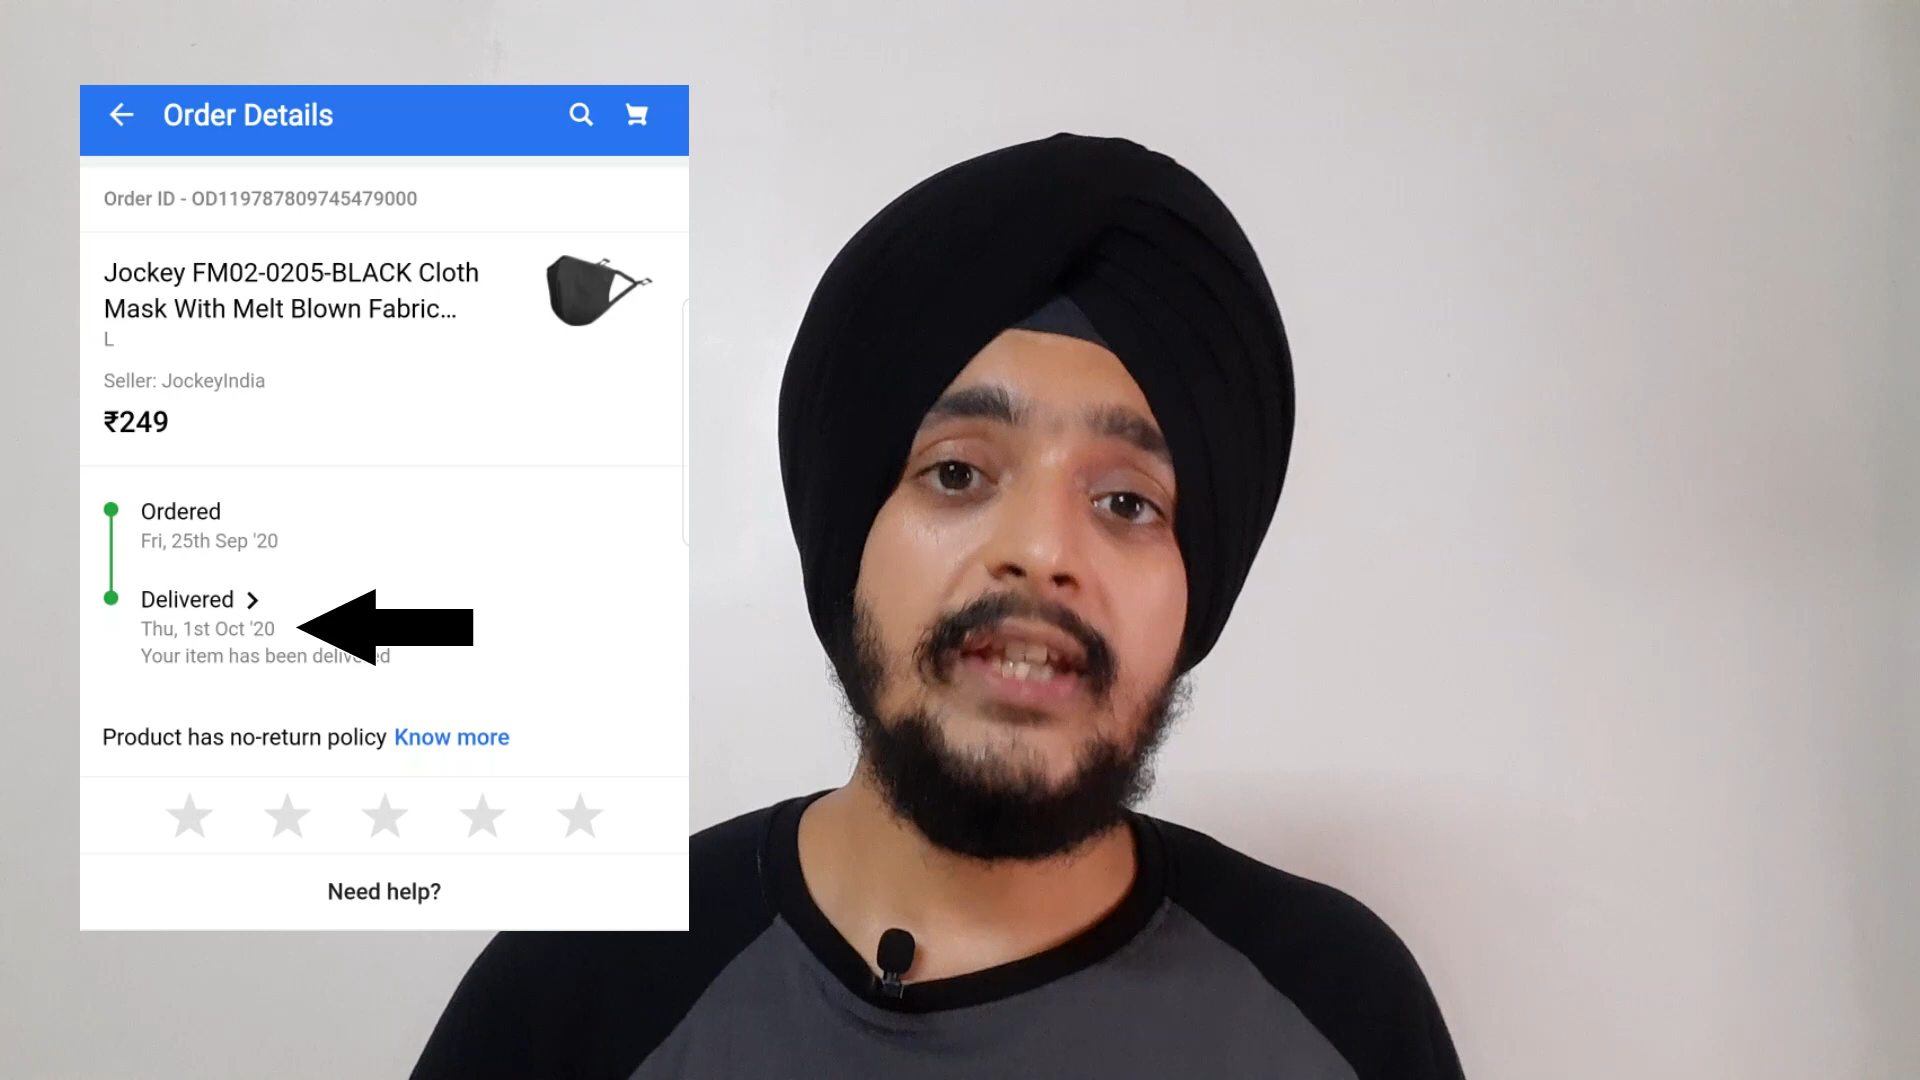 Order Details
Order ID - OD119787809745479000
Jockey FM02-0205-BLACK Cloth
Mask With Melt Blown Fabric...
L
Seller: JockeyIndia
₹249
Ordered
Fri, 25th Sep '20
Delivered
Thu, 1st Oct '20
Your item has been delivered
Product has no-return policy Know more
Need help?